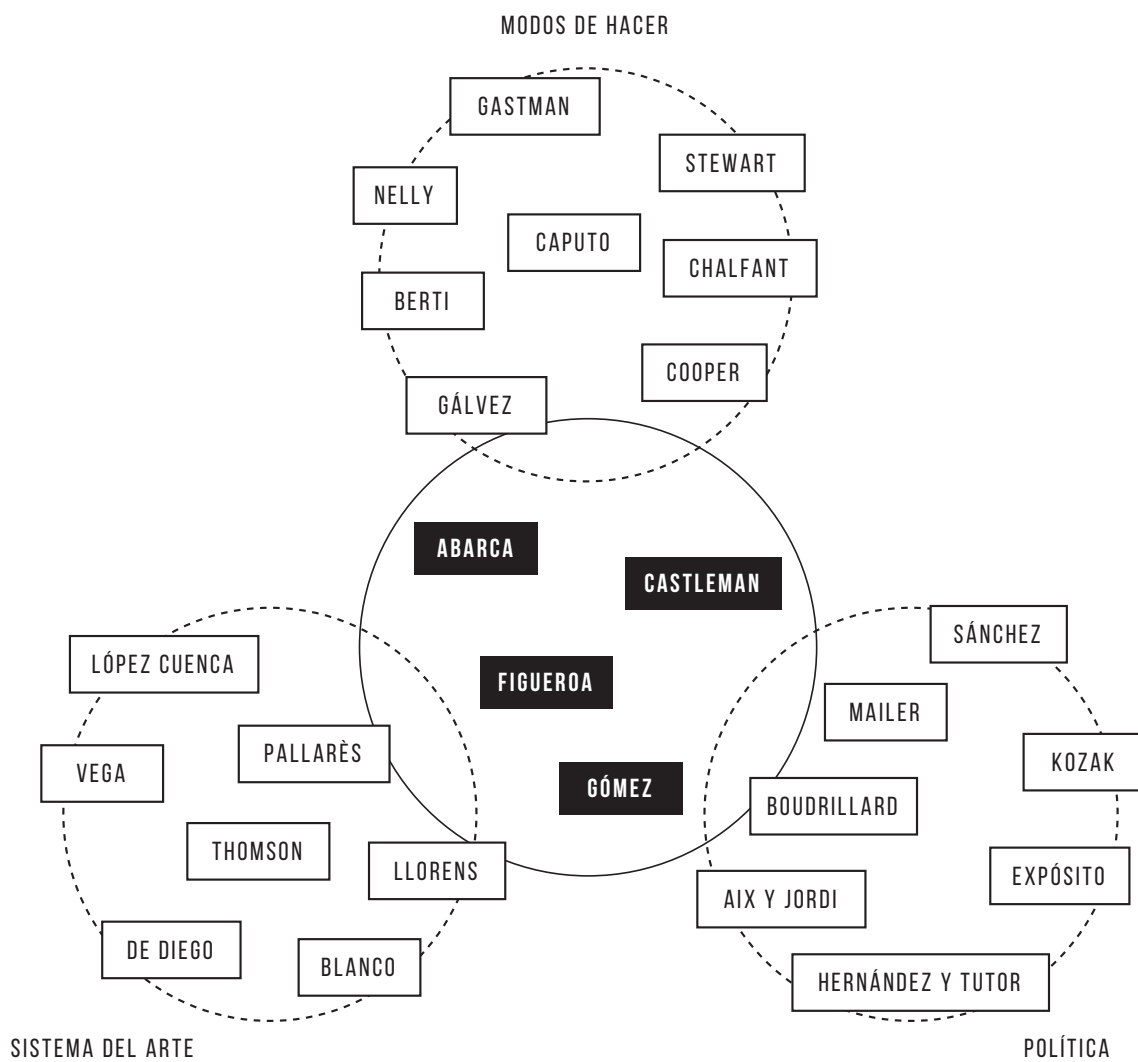 MODOS DE HACER
GASTMAN
STEWART
NELLY
CAPUTO
CHALFANT
BERTI
COOPER
GÁLVEZ
ABARCA
CASTLEMAN
SÁNCHEZ
LÓPEZ CUENCA
FIGUEROA
MAILER
PALLARÈS
KOZAK
VEGA
GÓMEZ
BOUDRILLARD
THOMSON
LLORENS
EXPÓSITO
AIX Y JORDI
DE DIEGO
BLANCO
HERNÁNDEZ Y TUTOR
SISTEMA DEL ARTE
POLÍTICA